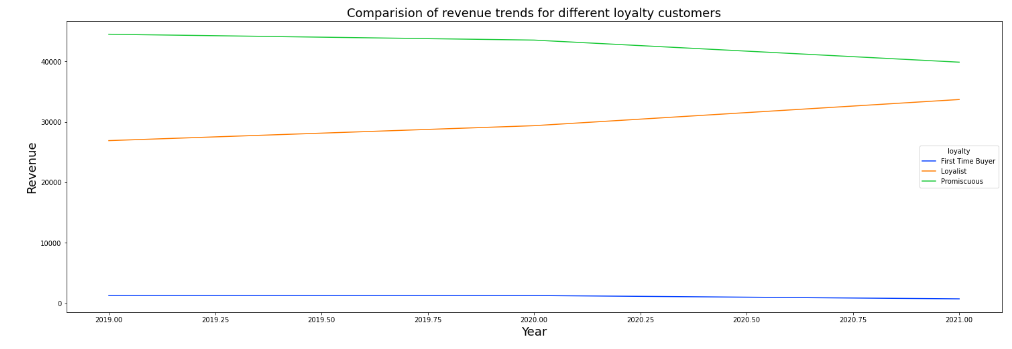 Comparision of revenue trends for different loyalty customers
40000
30000
20000
10000
0
Revenue
loyalty
First Time Buyer
Loyalist
Promiscuous
2019.00 2019.25 2019.50 2019.75 2020.00 2020.25 2020.50 2020.75 2021.00
Year